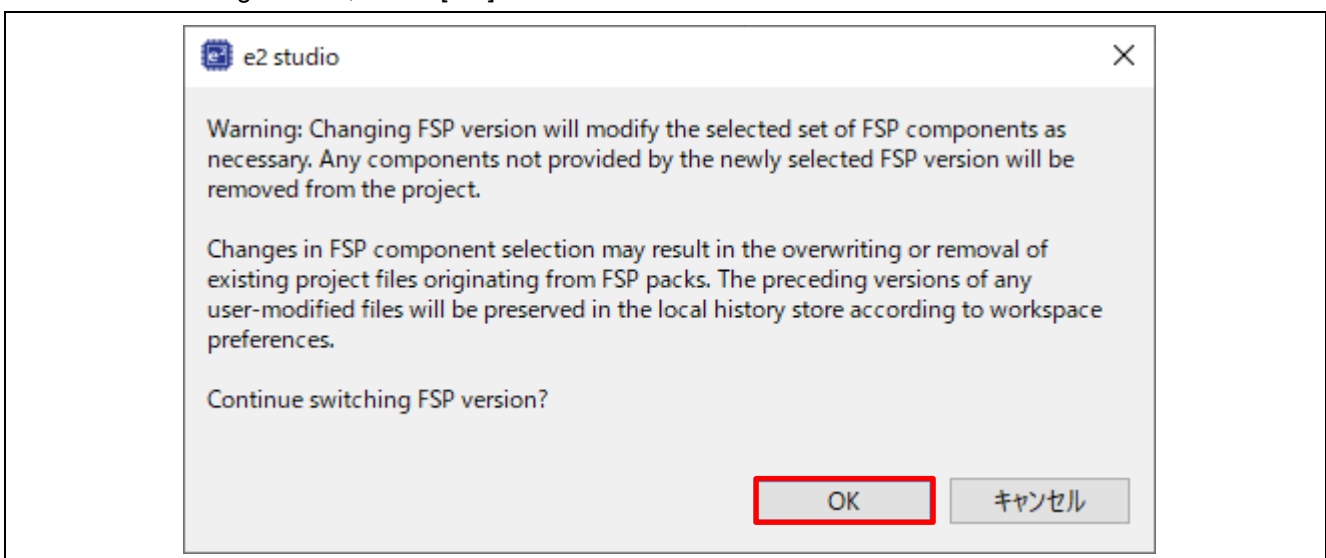 e2 studio
Warning: Changing FSP version will modify the selected set of FSP components as
necessary. Any components not provided by the newly selected FSP version will be
removed from the project.
Changes in FSP component selection may result in the overwriting or removal of
existing project files originating from FSP packs. The preceding versions of any
user-modified files will be preserved in the local history store according to workspace
preferences.
Continue switching FSP version?
OK
キャンセル